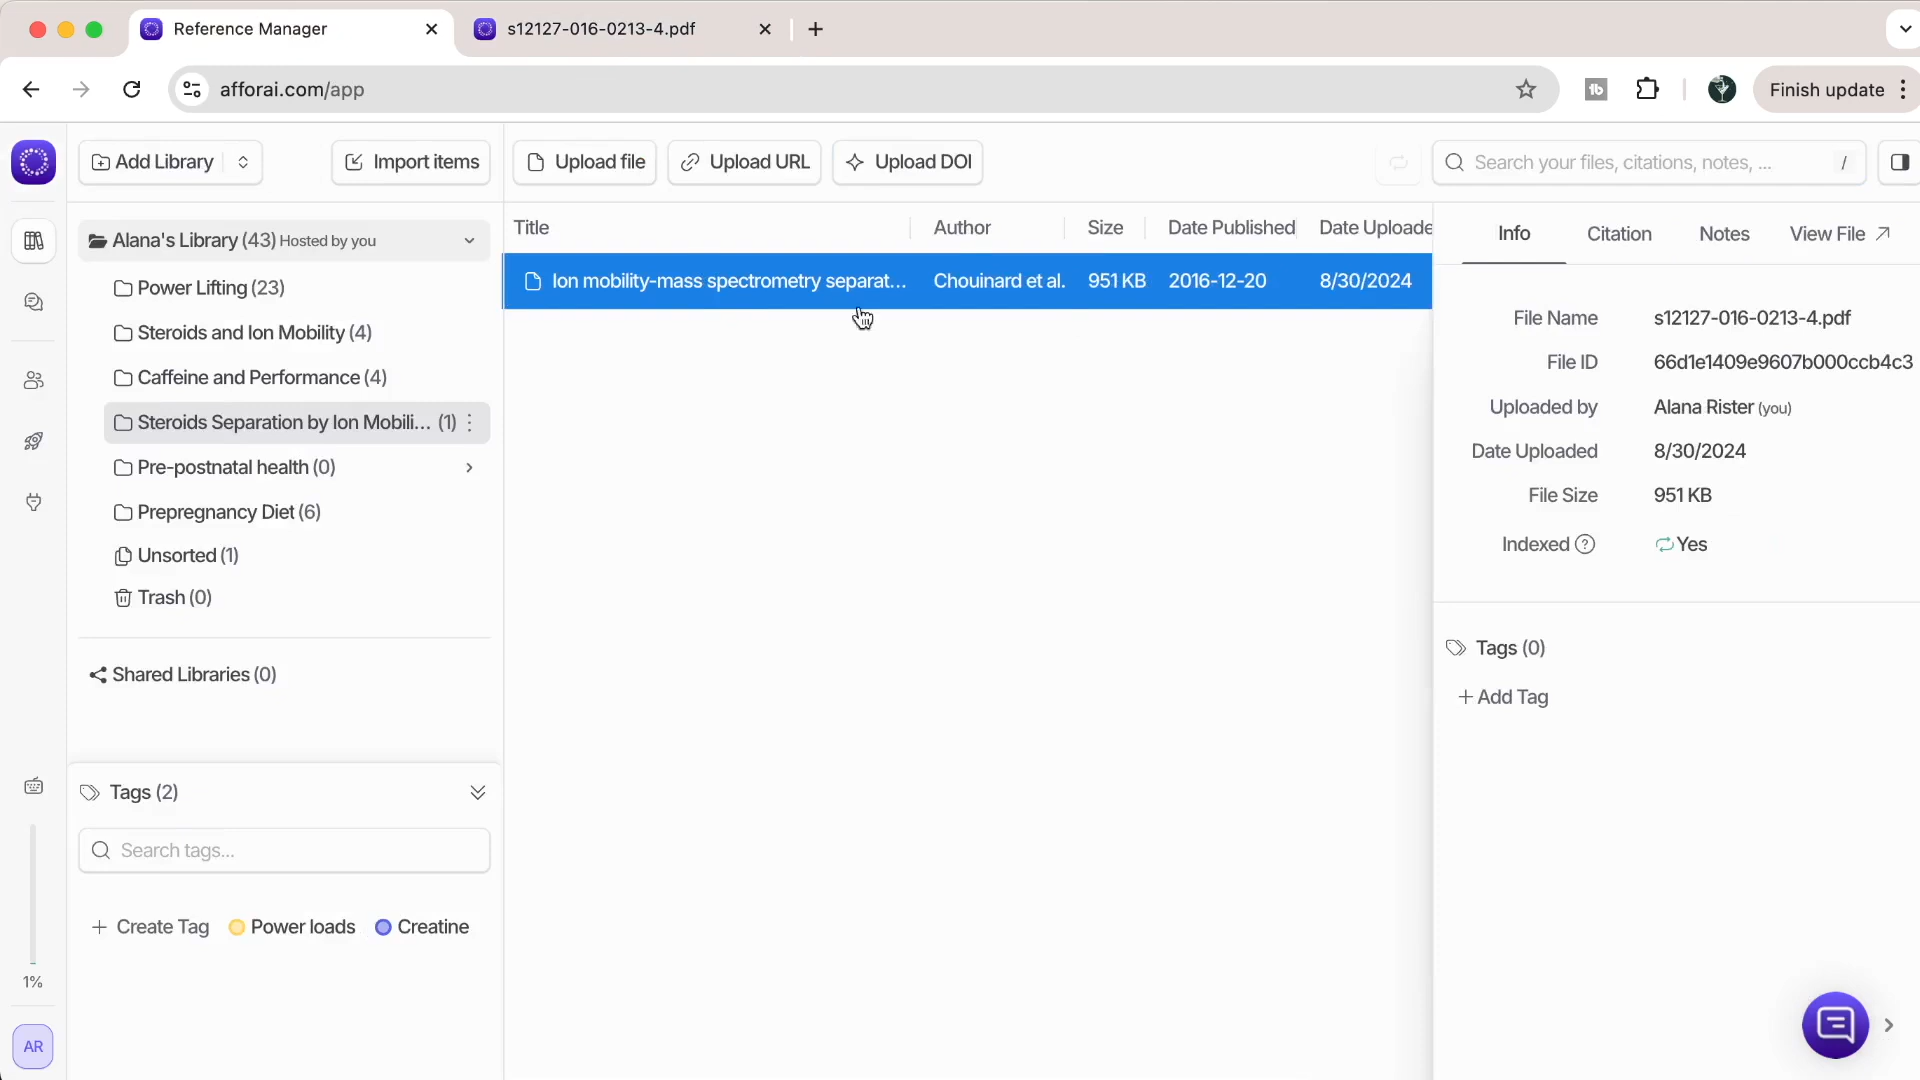 Reference Manager
s12127-016-0213-4.pdf
afforai.com/app
Finish update
Add Library
Import items
Upload file
Upload URL
Upload DOI
Search your files, citations, notes, ...
/
Alana's Library (43) Hosted by you
Power Lifting (23)
Steroids and Ion Mobility (4)
Caffeine and Performance (4)
Steroids Separation by Ion Mobili... (1)
Pre-postnatal health (0)
Prepregnancy Diet (6)
Unsorted (1)
Trash (0)
Shared Libraries (0)
Tags (2)
Search tags...
+ Create Tag
Power loads
Creatine
1%
AR
Title
Author
Size
Date Published
Date Uploade
Ion mobility-mass spectrometry separat...
Chouinard et al.
951 KB
2016-12-20
8/30/2024
Info
Citation
Notes
View File
File Name
s12127-016-0213-4.pdf
File ID
66d1e1409e9607b000ccb4c3
Uploaded by
Alana Rister (you)
Date Uploaded
8/30/2024
File Size
951 KB
Indexed ?
Yes
Tags (0)
+ Add Tag